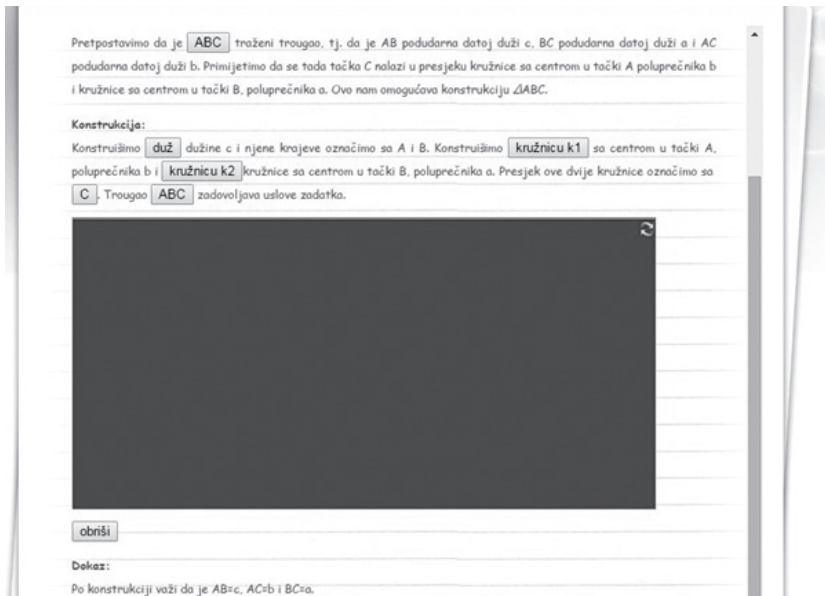 Pretpostavimo da je ABC traženi trougao, tj. da je AB podudarna datoj duži c, BC podudarna datoj duži a i AC
podudarna datoj duži b. Primijetimo da se tada tačka C nalazi u presjeku kružnice sa centrom u tački A poluprečnika b
i kružnice sa centrom u tački B, poluprečnika a. Ovo nam omogućava konstrukciju ΔABC.
Konstrukcija:
Konstruišimo duž dužine c i njene krajeve označimo sa A i B. Konstruišimo kružnicu k1 sa centrom u tački A,
poluprečnika b i kružnicu k2 kružnice sa centrom u tački B, poluprečnika a. Presjek ove dvije kružnice označimo sa
C . Trougao ABC zadovoljava uslove zadatka.
obriši
Dokaz:
Po konstrukciji važi da je AB=c, AC=b i BC=a.